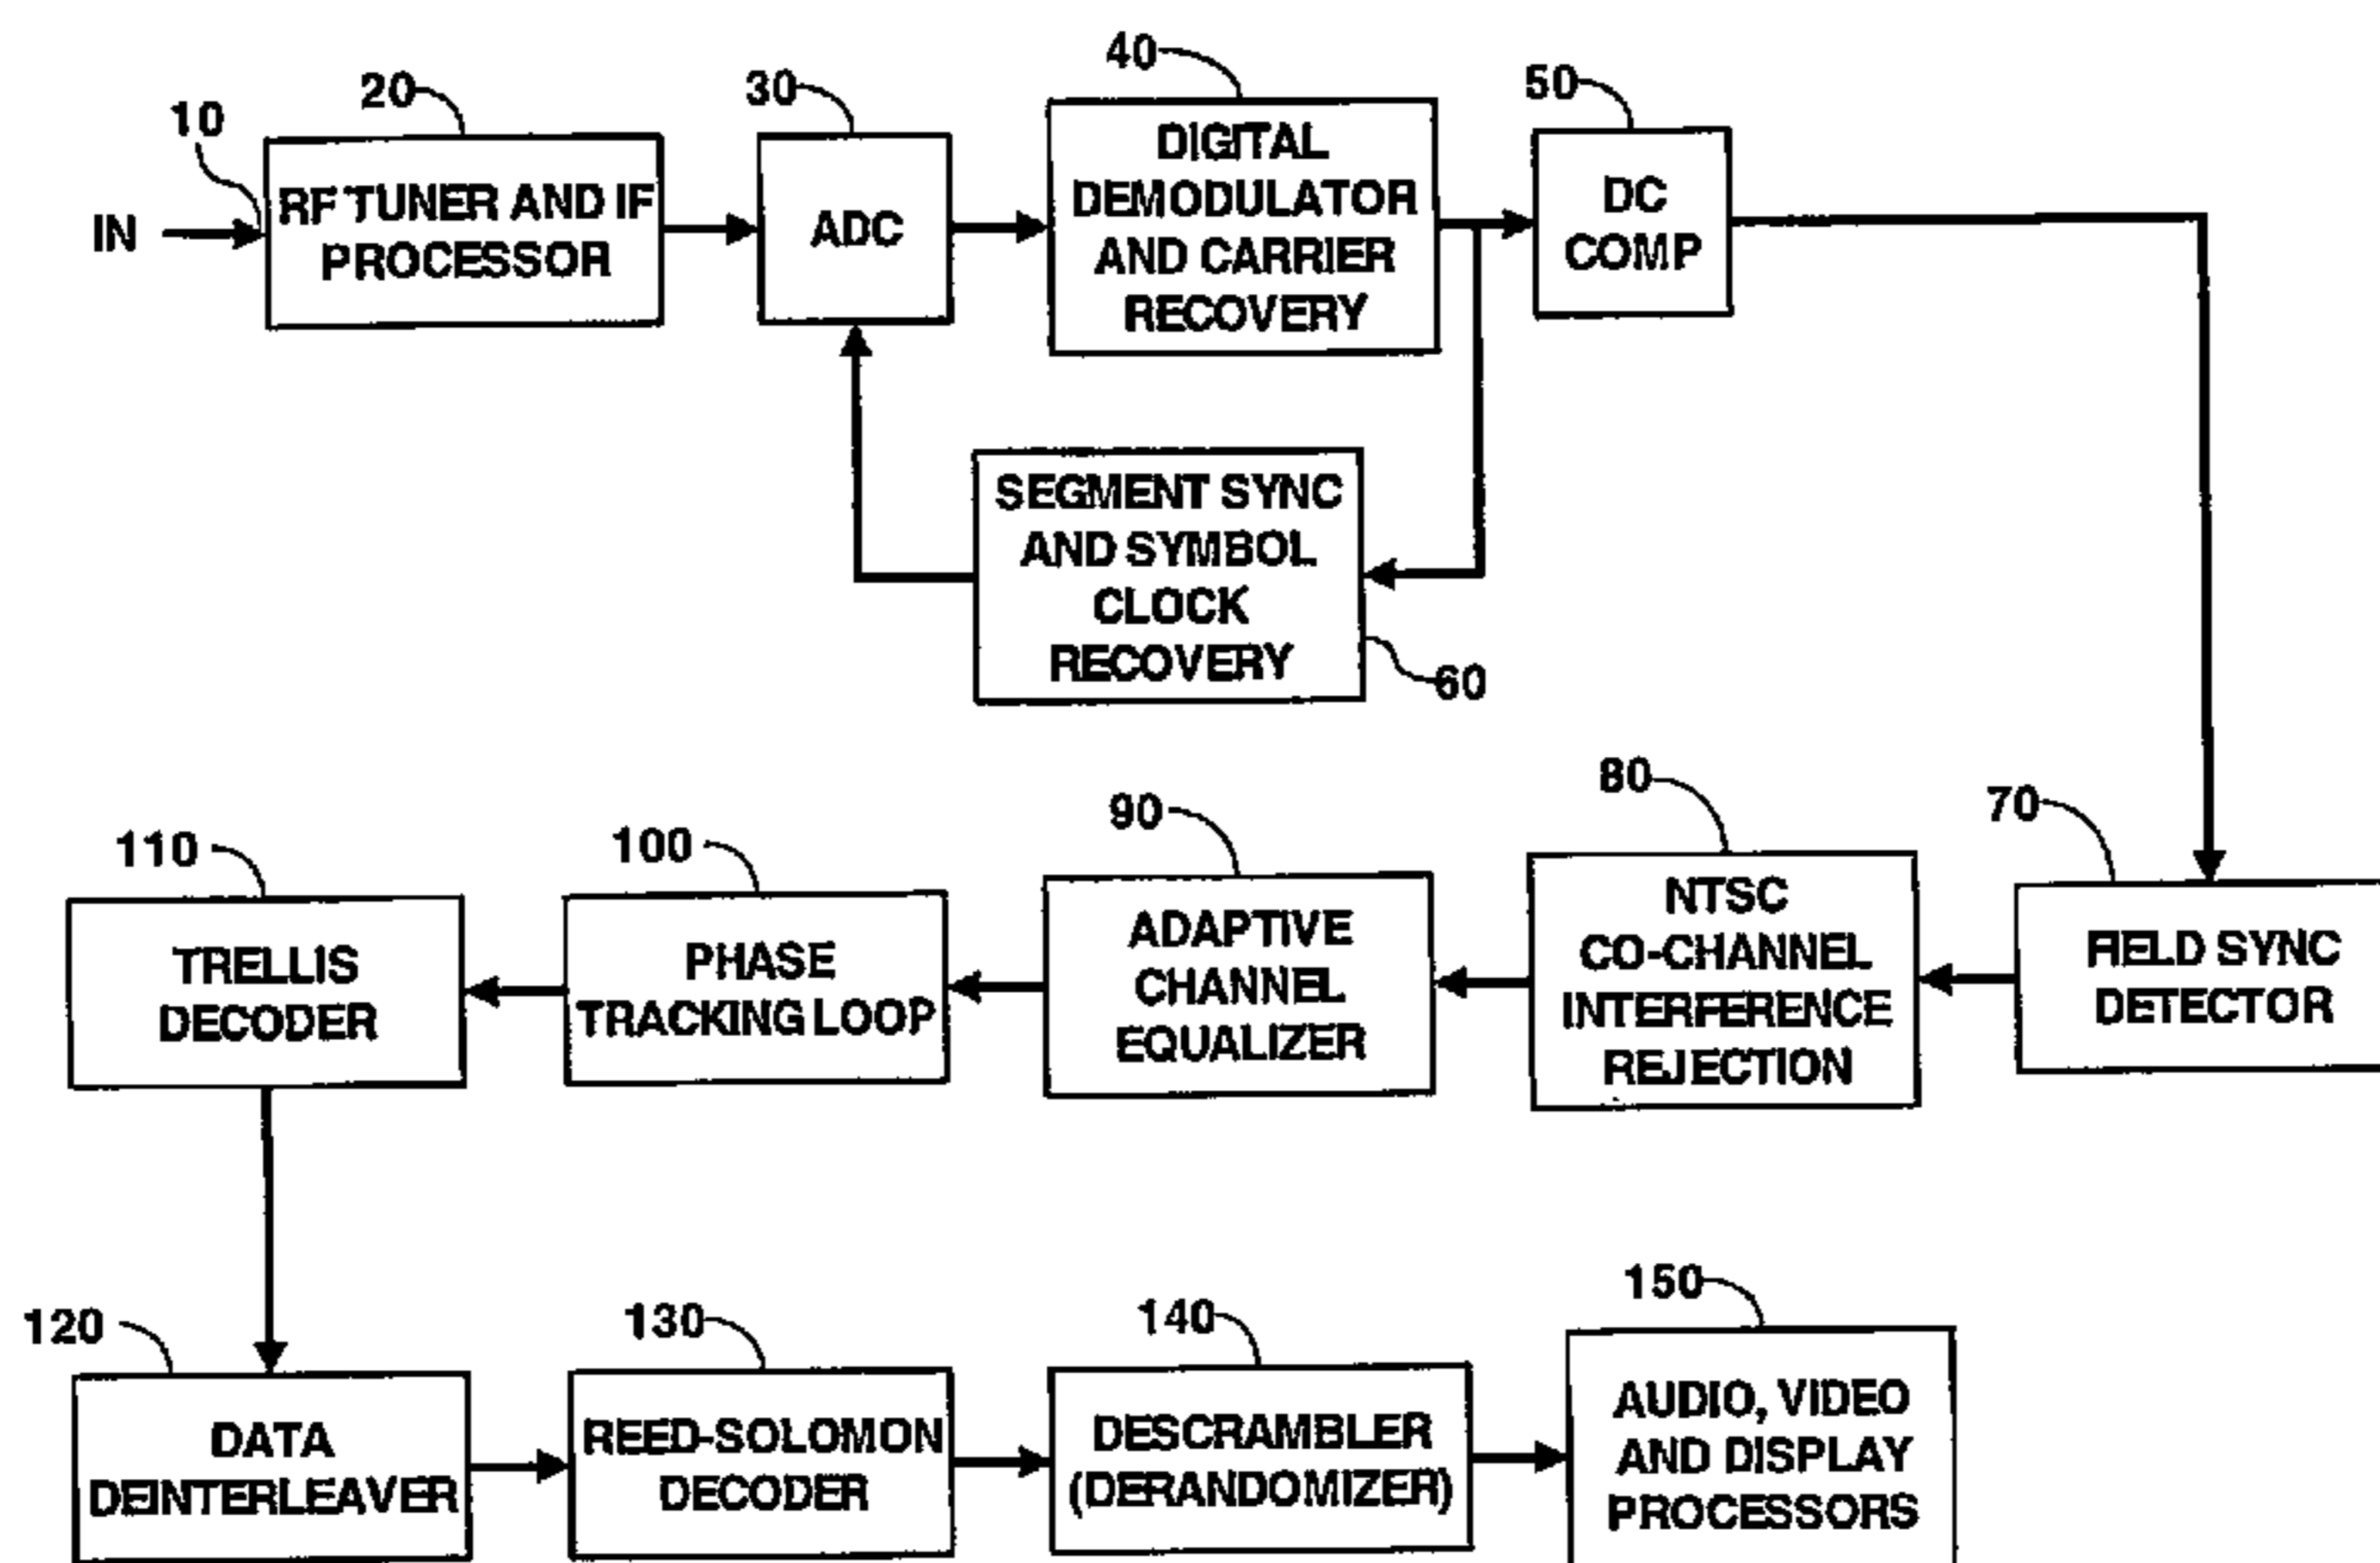 10
20
30
40
50
IN
RF TUNER AND IF
PROCESSOR
ADC
DIGITAL
DEMODULATOR
AND CARRIER
RECOVERY
DC
COMP
SEGMENT SYNC
AND SYMBOL
CLOCK
RECOVERY
60
110
100
90
80
70
TRELLIS
DECODER
PHASE
TRACKING LOOP
ADAPTIVE
CHANNEL
EQUALIZER
NTSC
CO-CHANNEL
INTERFERENCE
REJECTION
FIELD SYNC
DETECTOR
120
130
140
150
DATA
DEINTERLEAVER
REED-SOLOMON
DECODER
DESCRAMBLER
(DERANDOMIZER)
AUDIO, VIDEO
AND DISPLAY
PROCESSORS